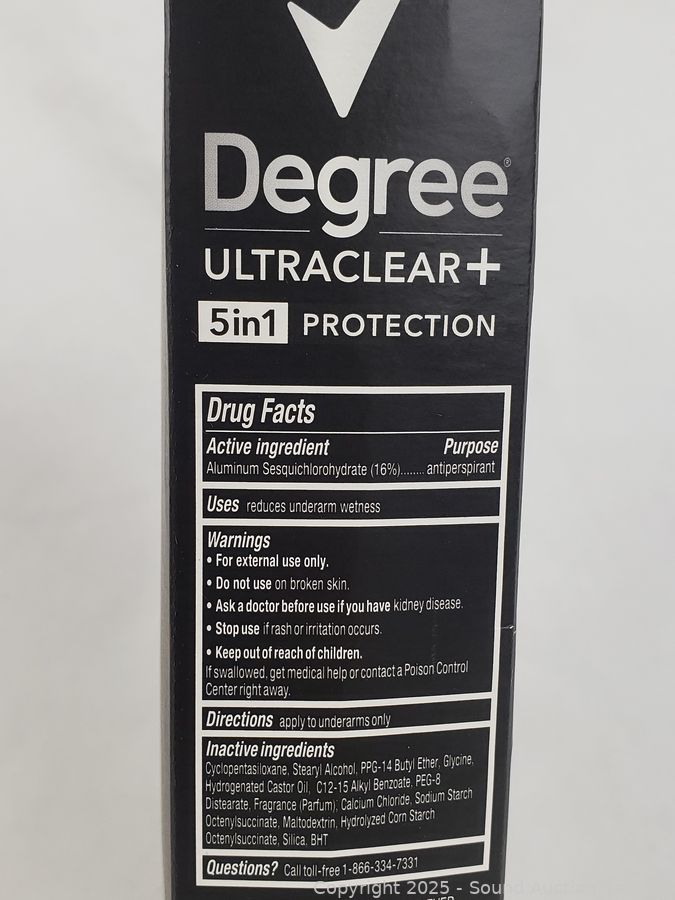 Degree®
ULTRACLEAR+
5in1 PROTECTION
Drug Facts
Active ingredient Purpose
Aluminum Sesquichlorohydrate (16%)........ antiperspirant
Uses reduces underarm wetness
Warnings
• For external use only.
• Do not use on broken skin.
• Ask a doctor before use if you have kidney disease.
• Stop use if rash or irritation occurs.
• Keep out of reach of children.
If swallowed, get medical help or contact a Poison Control
Center right away.
Directions apply to underarms only
Inactive ingredients
Cyclopentasiloxane, Stearyl Alcohol, PPG-14 Butyl Ether, Glycine,
Hydrogenated Castor Oil, C12-15 Alkyl Benzoate, PEG-8
Distearate, Fragrance (Parfum), Calcium Chloride, Sodium Starch
Octenylsuccinate, Maltodextrin, Hydrolyzed Corn Starch
Octenylsuccinate, Silica, BHT
Questions? Call toll-free 1-866-334-7331
Copyright 2025 - Sound